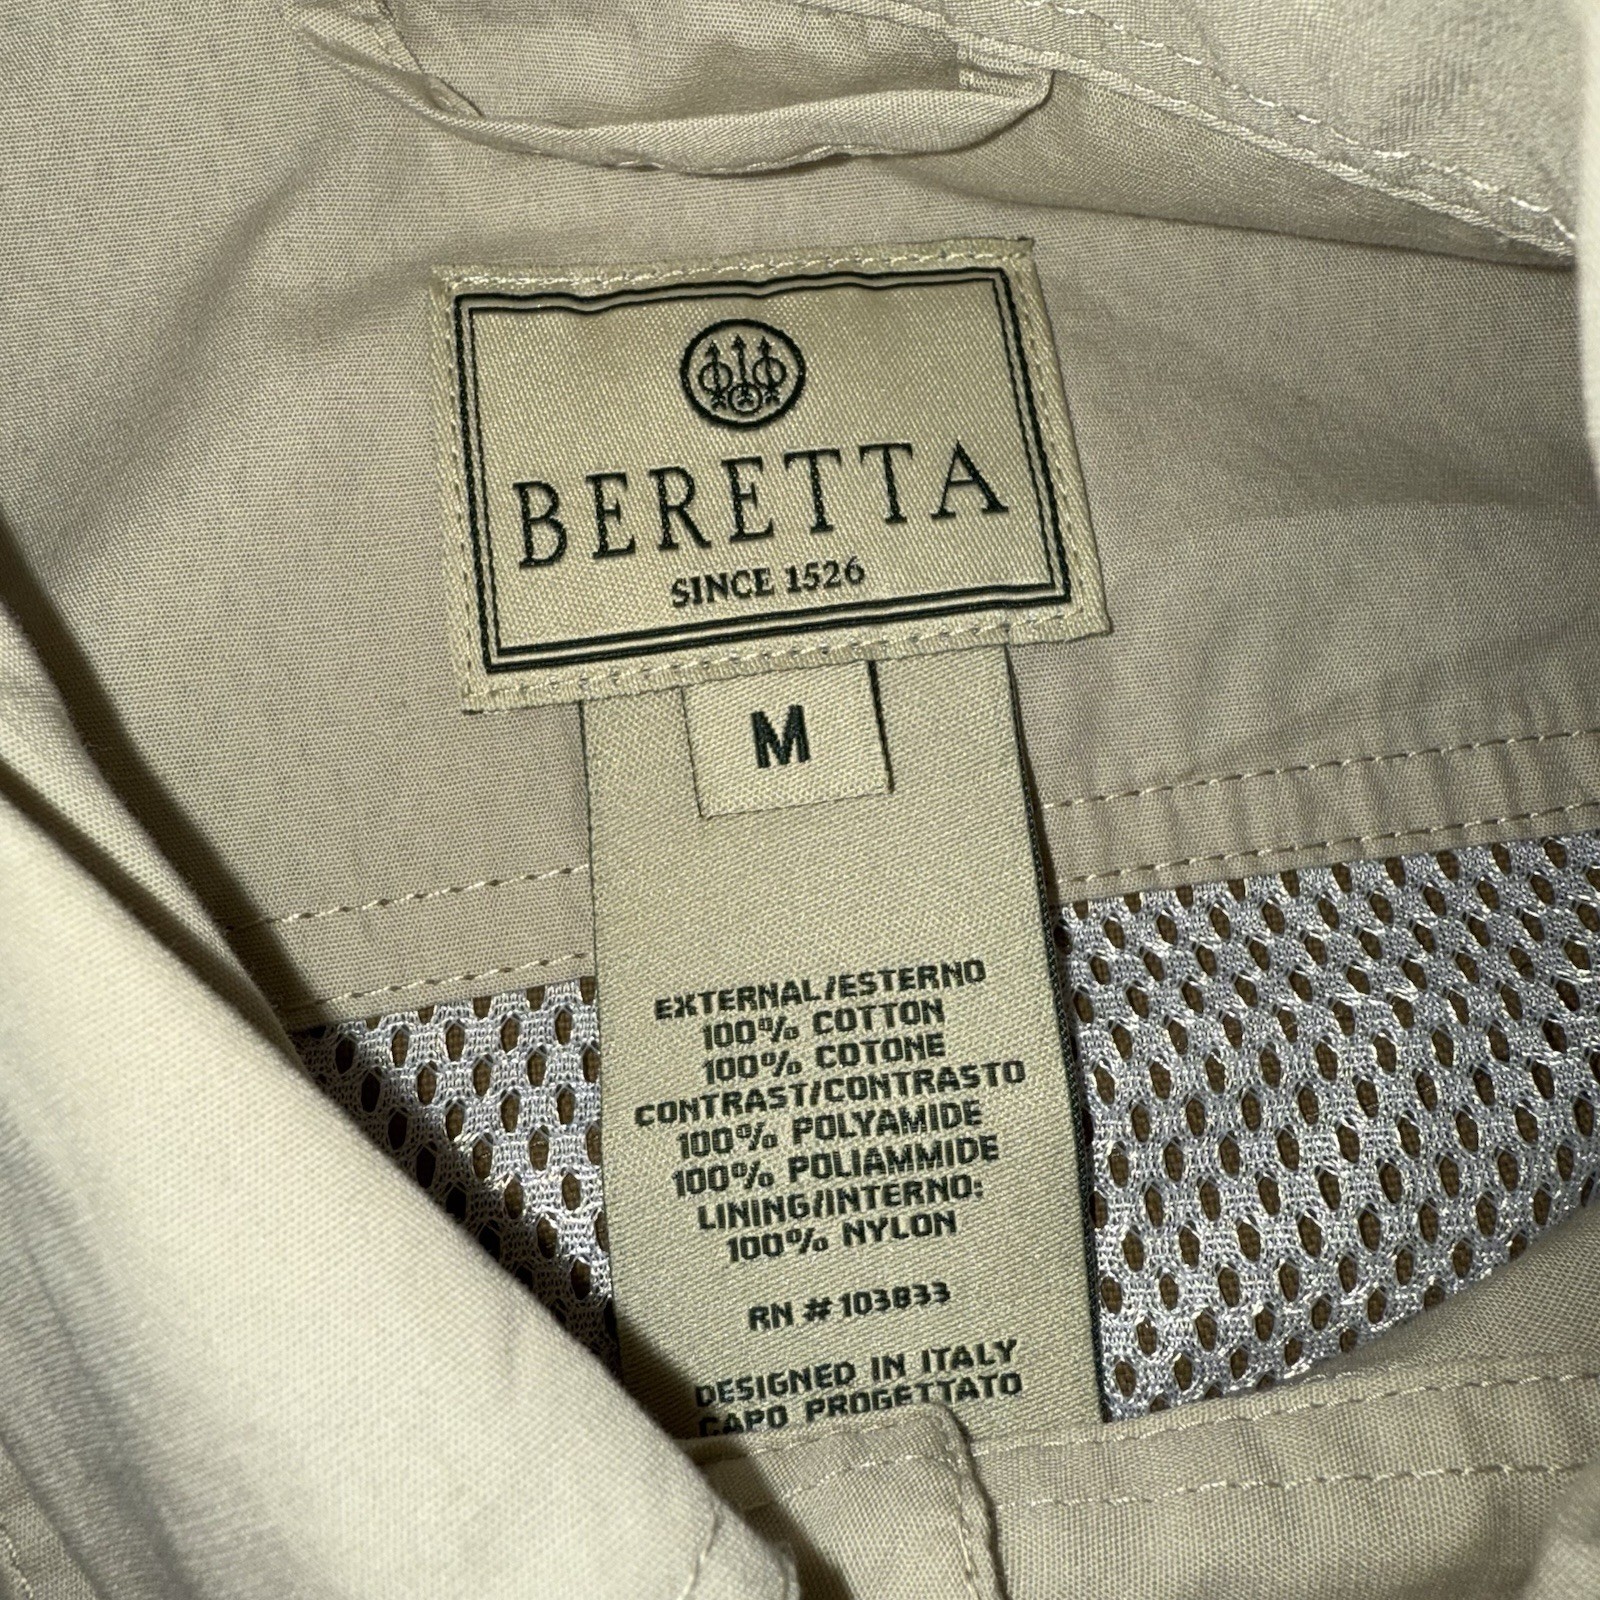 BERETTA
SINCE 1526
M
EXTERNAL/ESTERNO
100% COTTON
100% COTONE
CONTRAST/CONTRASTO
100% POLYAMIDE
100% POLIAMMIDE
LINING/INTERNO:
100% NYLON
RN # 103833
DESIGNED IN ITALY
CAPO PROGETTATO